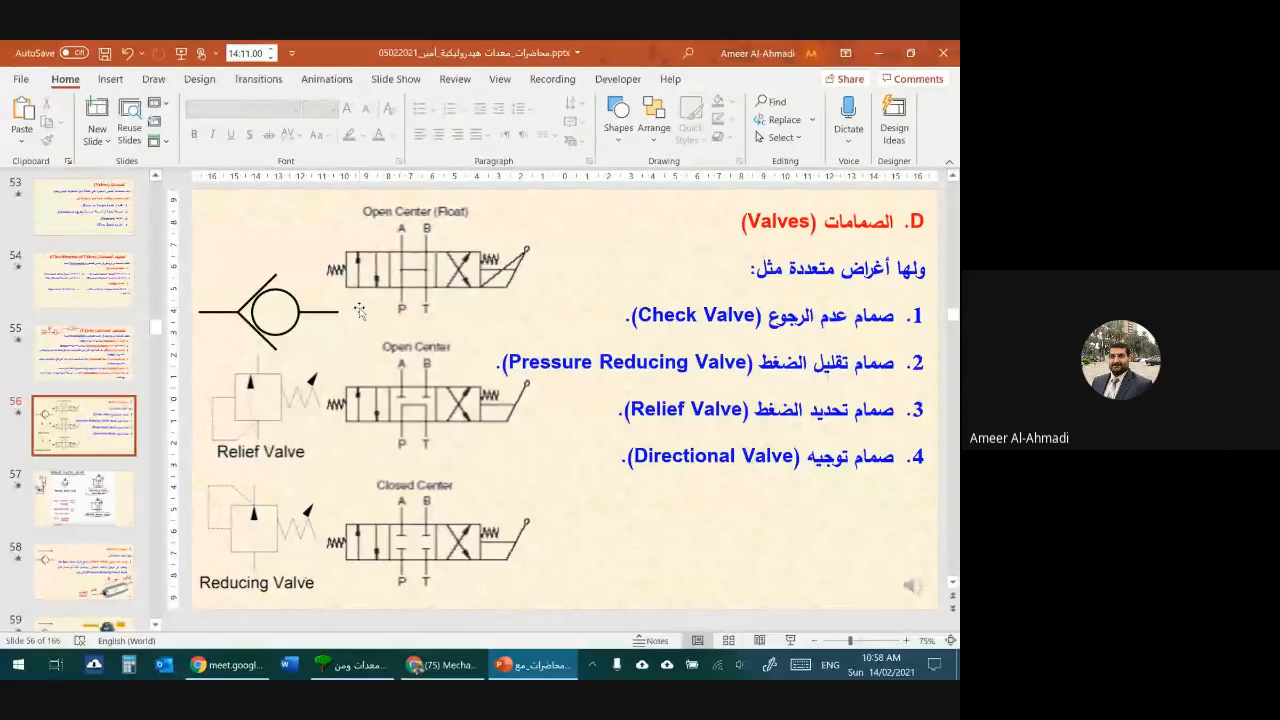 AutoSave Off 14:11.00 محاضرات_معدات هيدروليكية_أمير_05022021.pptx Ameer Al-Ahmadi AA
File Home Insert Draw Design Transitions Animations Slide Show Review View Recording Developer Help Share Comments
Paste New Slide Reuse Slides Shapes Arrange Quick Styles Find Replace Select Dictate Design Ideas
Clipboard Slides Font Paragraph Drawing Editing Voice Designer
53
54
55
56
57
58
59
D. الصمامات (Valves)
ولها أغراض متعددة مثل:
1. صمام عدم الرجوع (Check Valve).
2. صمام تقليل الضغط (Pressure Reducing Valve).
3. صمام تحديد الضغط (Relief Valve).
4. صمام توجيه (Directional Valve).
Open Center (Float)
A B
P T
Open Center
A B
P T
Relief Valve
Closed Center
A B
P T
Reducing Valve
Ameer Al-Ahmadi
Slide 56 of 166 English (World) Notes 75%
meet.googl... معدات ومن... (75) Mecha... محاضرات_مع... ENG 10:58 AM
Sun 14/02/2021